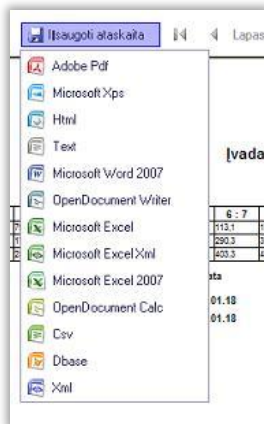 Išsaugoti ataskaita Lapas
Adobe Pdf
Microsoft Xps
Html
Text
Įvada
Microsoft Word 2007
OpenDocument Writer
6 : 7
Microsoft Excel
113,1
290,3
Microsoft Excel Xml
403,3
Microsoft Excel 2007
ata
OpenDocument Calc
01.18
01.18
Csv
Dbase
Xml